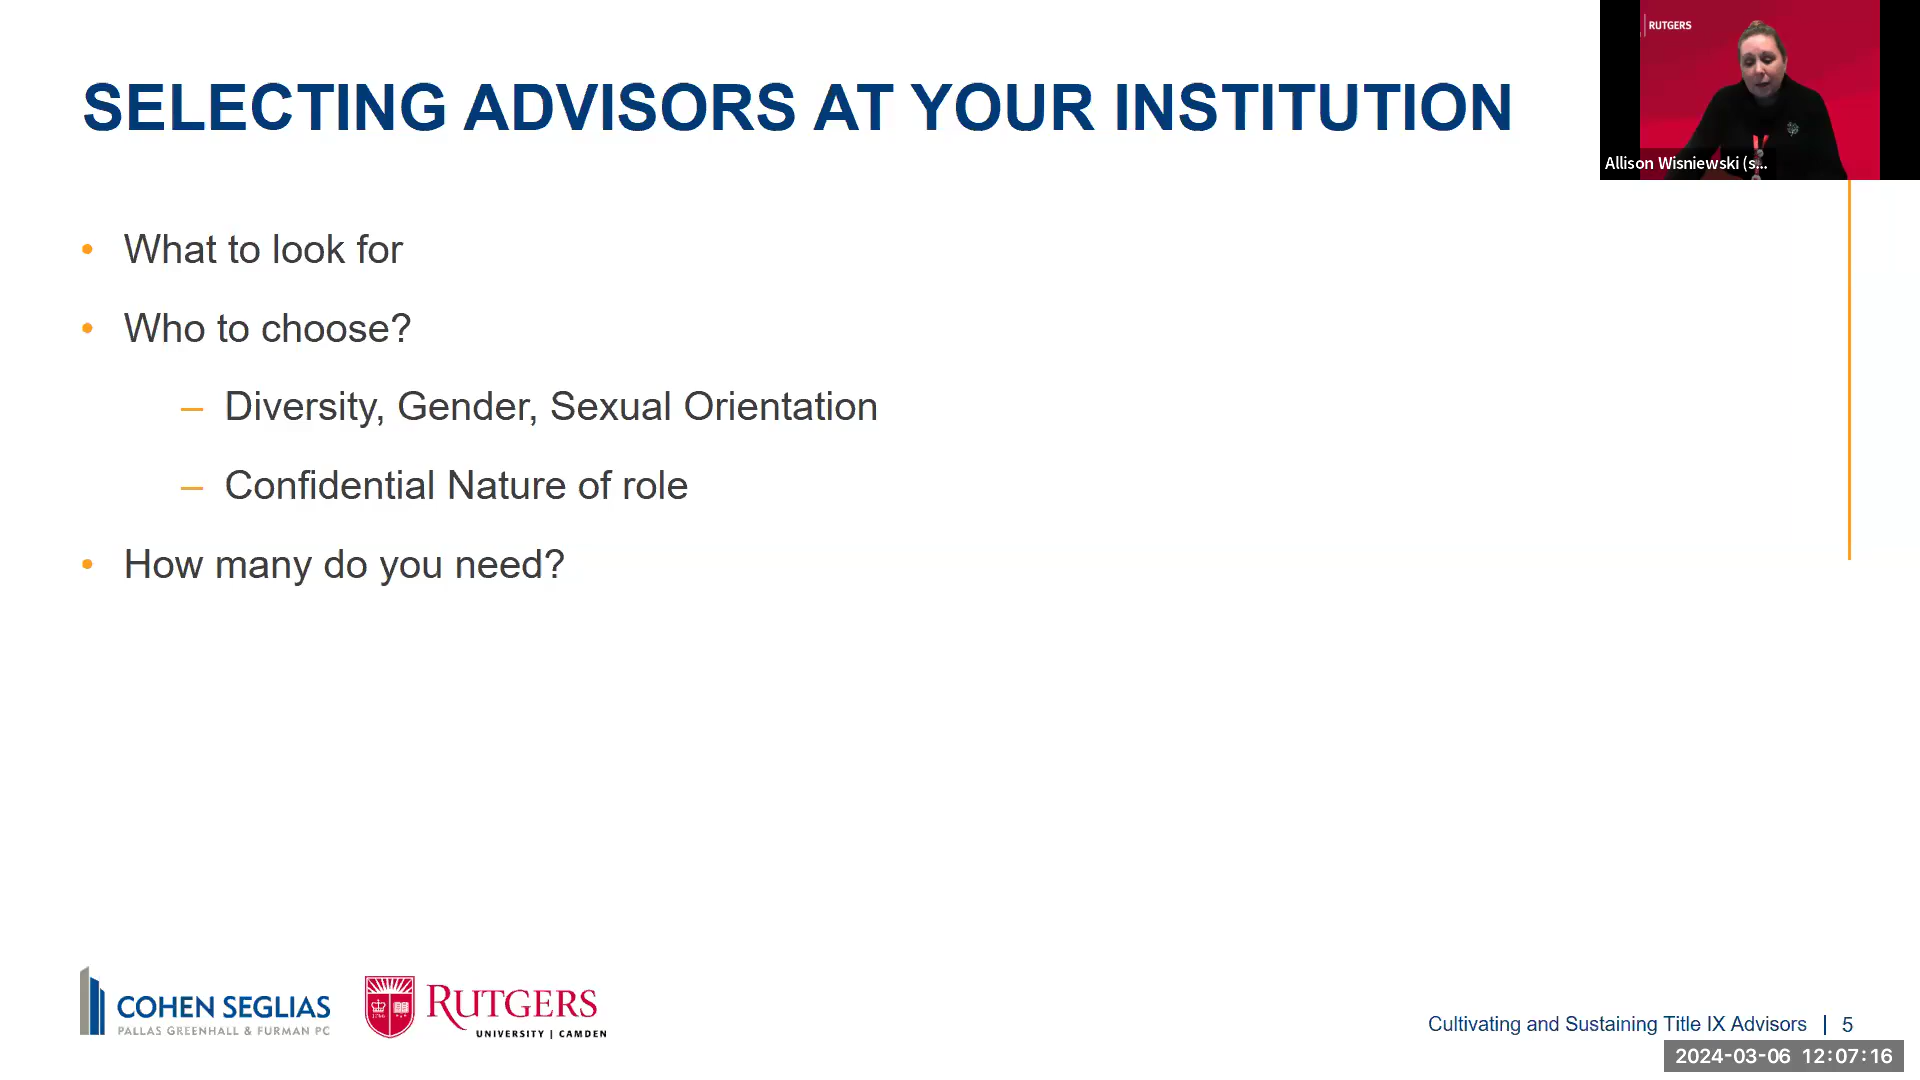 RUTGERS
Allison Wisniewski (s...
SELECTING ADVISORS AT YOUR INSTITUTION
• What to look for
• Who to choose?
– Diversity, Gender, Sexual Orientation
– Confidential Nature of role
• How many do you need?
COHEN SEGLIAS
PALLAS GREENHALL & FURMAN PC
1766
RUTGERS
UNIVERSITY | CAMDEN
Cultivating and Sustaining Title IX Advisors | 5
2024-03-06 12:07:16